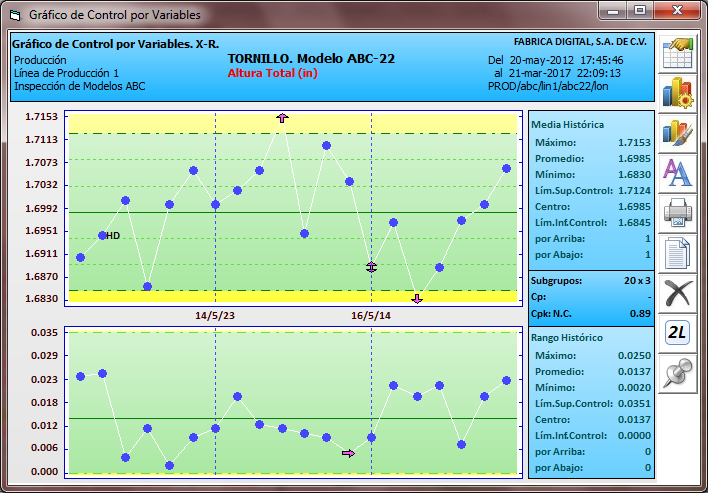 Gráfico de Control por Variables
Gráfico de Control por Variables. X-R.
Producción
Línea de Producción 1
Inspección de Modelos ABC
TORNILLO. Modelo ABC-22
Altura Total (in)
FABRICA DIGITAL, S.A. DE C.V.
Del 20-may-2012 17:45:46
al 21-mar-2017 22:09:13
PROD/abc/lin1/abc22/lon
1.7153
1.7113
1.7073
1.7032
1.6992
1.6951
1.6911
1.6870
1.6830
HD
14/5/23 16/5/14
0.035
0.029
0.023
0.018
0.012
0.006
0.000
Media Histórica
Máximo: 1.7153
Promedio: 1.6985
Mínimo: 1.6830
Lím.Sup.Control: 1.7124
Centro: 1.6985
Lím.Inf.Control: 1.6845
por Arriba: 1
por Abajo: 1
Subgrupos: 20 x 3
Cp: -
Cpk: N.C. 0.89
Rango Histórico
Máximo: 0.0250
Promedio: 0.0137
Mínimo: 0.0020
Lím.Sup.Control: 0.0351
Centro: 0.0137
Lím.Inf.Control: 0.0000
por Arriba: 0
por Abajo: 0
AA
2L